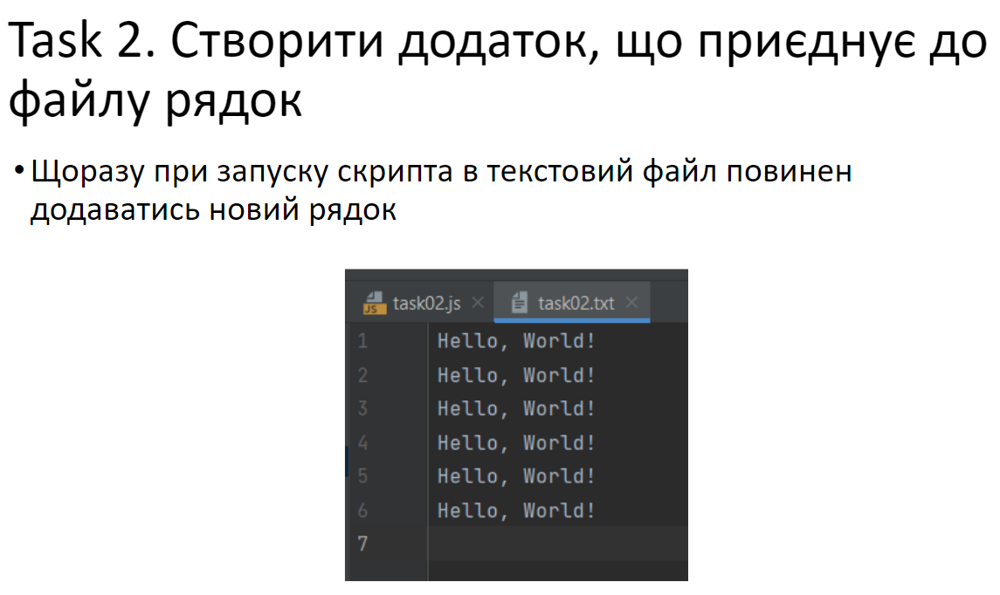 Task 2. Створити додаток, що приєднує до
файлу рядок
• Щоразу при запуску скрипта в текстовий файл повинен
додаватись новий рядок
JS task02.js × task02.txt ×
1 Hello, World!
2 Hello, World!
3 Hello, World!
4 Hello, World!
5 Hello, World!
6 Hello, World!
7